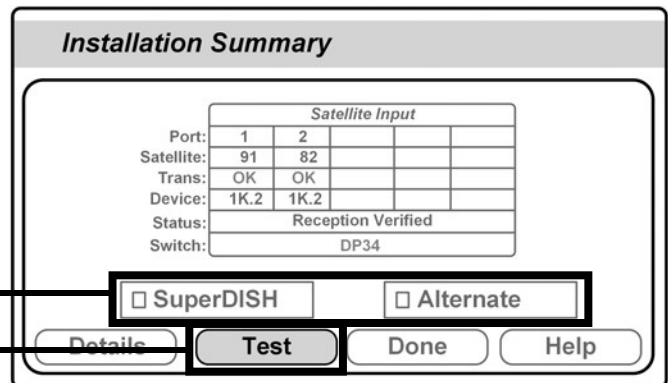 Installation Summary
Satellite Input
Port: 1 2
Satellite: 91 82
Trans: OK OK
Device: 1K.2 1K.2
Status: Reception Verified
Switch: DP34
□ SuperDISH □ Alternate
Details Test Done Help